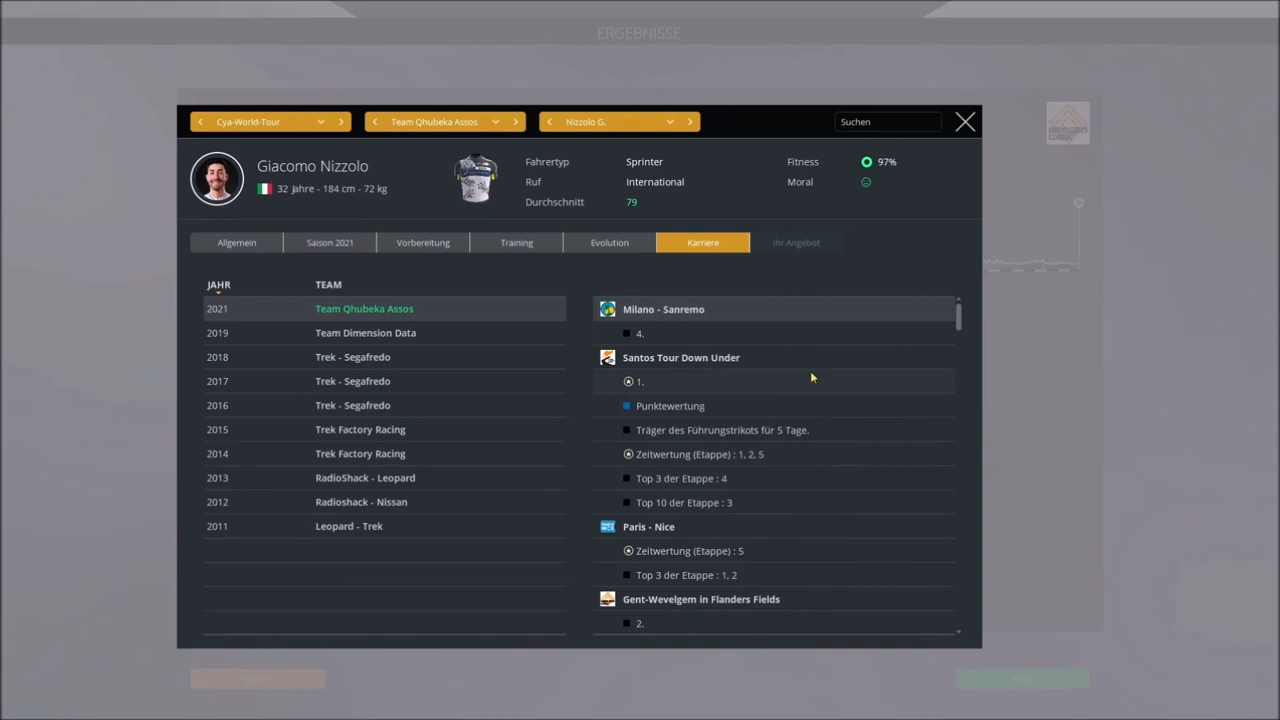 ERGEBNISSE
Cya-World-Tour
Team Qhubeka Assos
Nizzolo G.
Suchen
Giacomo Nizzolo
32 Jahre - 184 cm - 72 kg
Fahrertyp Sprinter
Ruf International
Durchschnitt 79
Fitness 97%
Moral
Allgemein Saison 2021 Vorbereitung Training Evolution Karriere Ihr Angebot
JAHR TEAM
2021 Team Qhubeka Assos
2019 Team Dimension Data
2018 Trek - Segafredo
2017 Trek - Segafredo
2016 Trek - Segafredo
2015 Trek Factory Racing
2014 Trek Factory Racing
2013 RadioShack - Leopard
2012 Radioshack - Nissan
2011 Leopard - Trek
Milano - Sanremo
4.
Santos Tour Down Under
1.
Punktewertung
Träger des Führungstrikots für 5 Tage.
Zeitwertung (Etappe) : 1, 2, 5
Top 3 der Etappe : 4
Top 10 der Etappe : 3
Paris - Nice
Zeitwertung (Etappe) : 5
Top 3 der Etappe : 1, 2
Gent-Wevelgem in Flanders Fields
2.